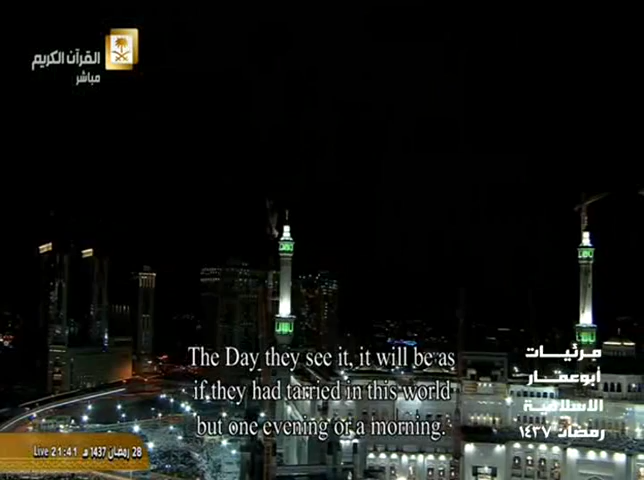 القرآن الكريم
مباشر
The Day they see it, it will be as
if they had tarried in this world
but one evening or a morning.
مرئيات
أبوعمار
الاسلامية
رمضان ١٤٣٧
Live 21:41 28 رمضان 1437 هـ